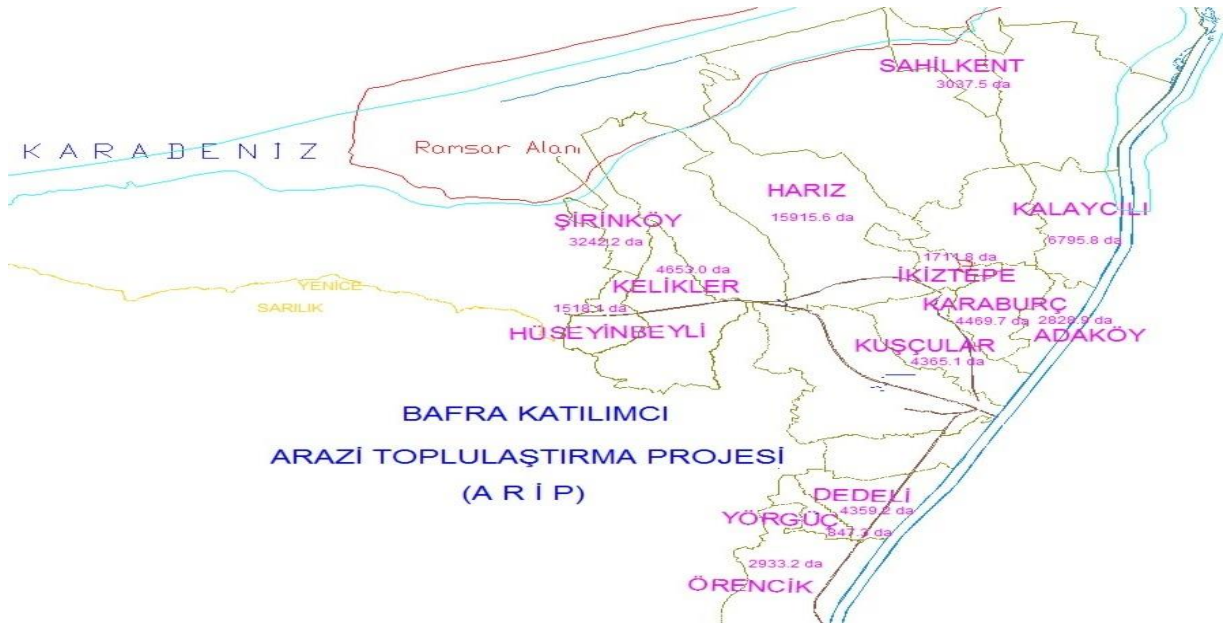 SAHİLKENT
3037.5 da
KARADENIZ
Ramsar Alanı
HARIZ
15915.6 da
KALAYCILI
6795.8 da
ŞİRİNKÖY
3242.2 da
1711.8 da
İKİZTEPE
4653.0 da
KELİKLER
YENİCE
SARILIK
1518.1 da
HÜSEYİNBEYLİ
KARABURÇ
4469.7 da
2828.9 da
ADAKÖY
KUŞÇULAR
4365.1 da
BAFRA KATILIMCI
ARAZİ TOPLULAŞTIRMA PROJESİ
(A R İ P)
DEDELİ
4359.2 da
YÖRGÜÇ
847.3 da
2933.2 da
ÖRENCİK